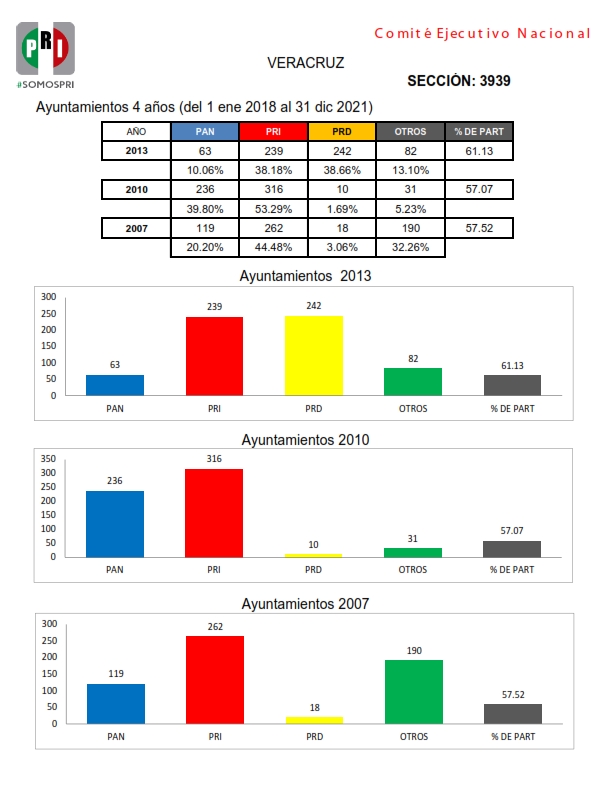 Comité Ejecutivo Nacional
PRI
#SOMOSPRI
VERACRUZ
SECCIÓN: 3939
Ayuntamientos 4 años (del 1 ene 2018 al 31 dic 2021)
AÑO PAN PRI PRD OTROS % DE PART
2013 63 239 242 82 61.13
10.06% 38.18% 38.66% 13.10%
2010 236 316 10 31 57.07
39.80% 53.29% 1.69% 5.23%
2007 119 262 18 190 57.52
20.20% 44.48% 3.06% 32.26%
Ayuntamientos 2013
300
250
200
150
100
50
0
63 239 242 82 61.13
PAN PRI PRD OTROS % DE PART
Ayuntamientos 2010
350
300
250
200
150
100
50
0
236 316 10 31 57.07
PAN PRI PRD OTROS % DE PART
Ayuntamientos 2007
300
250
200
150
100
50
0
119 262 18 190 57.52
PAN PRI PRD OTROS % DE PART